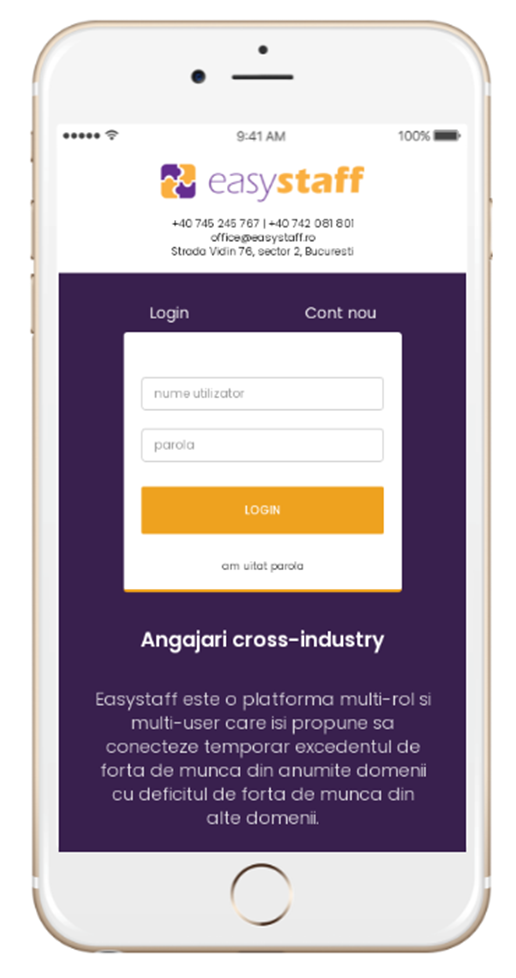 9:41 AM
100%
easystaff
+40 745 245 767 | +40 742 081 801
office@easystaff.ro
Strada Vidin 76, sector 2, Bucuresti
Login
Cont nou
nume utilizator
parola
LOGIN
am uitat parola
Angajari cross-industry
Easystaff este o platforma multi-rol si
multi-user care isi propune sa
conecteze temporar excedentul de
forta de munca din anumite domenii
cu deficitul de forta de munca din
alte domenii.